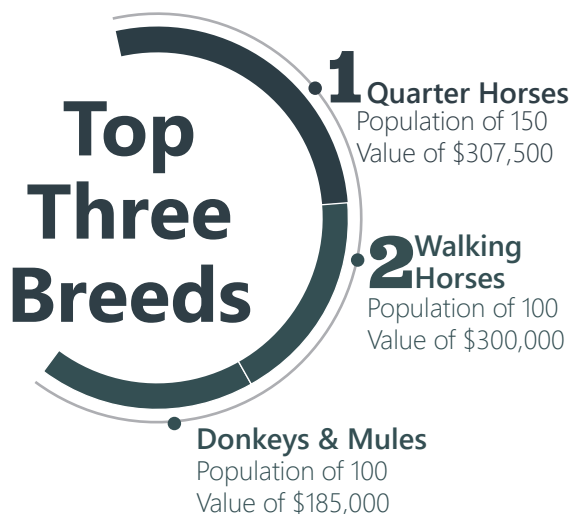 Top
Three
Breeds
1 Quarter Horses
Population of 150
Value of $307,500
2 Walking
Horses
Population of 100
Value of $300,000
Donkeys & Mules
Population of 100
Value of $185,000